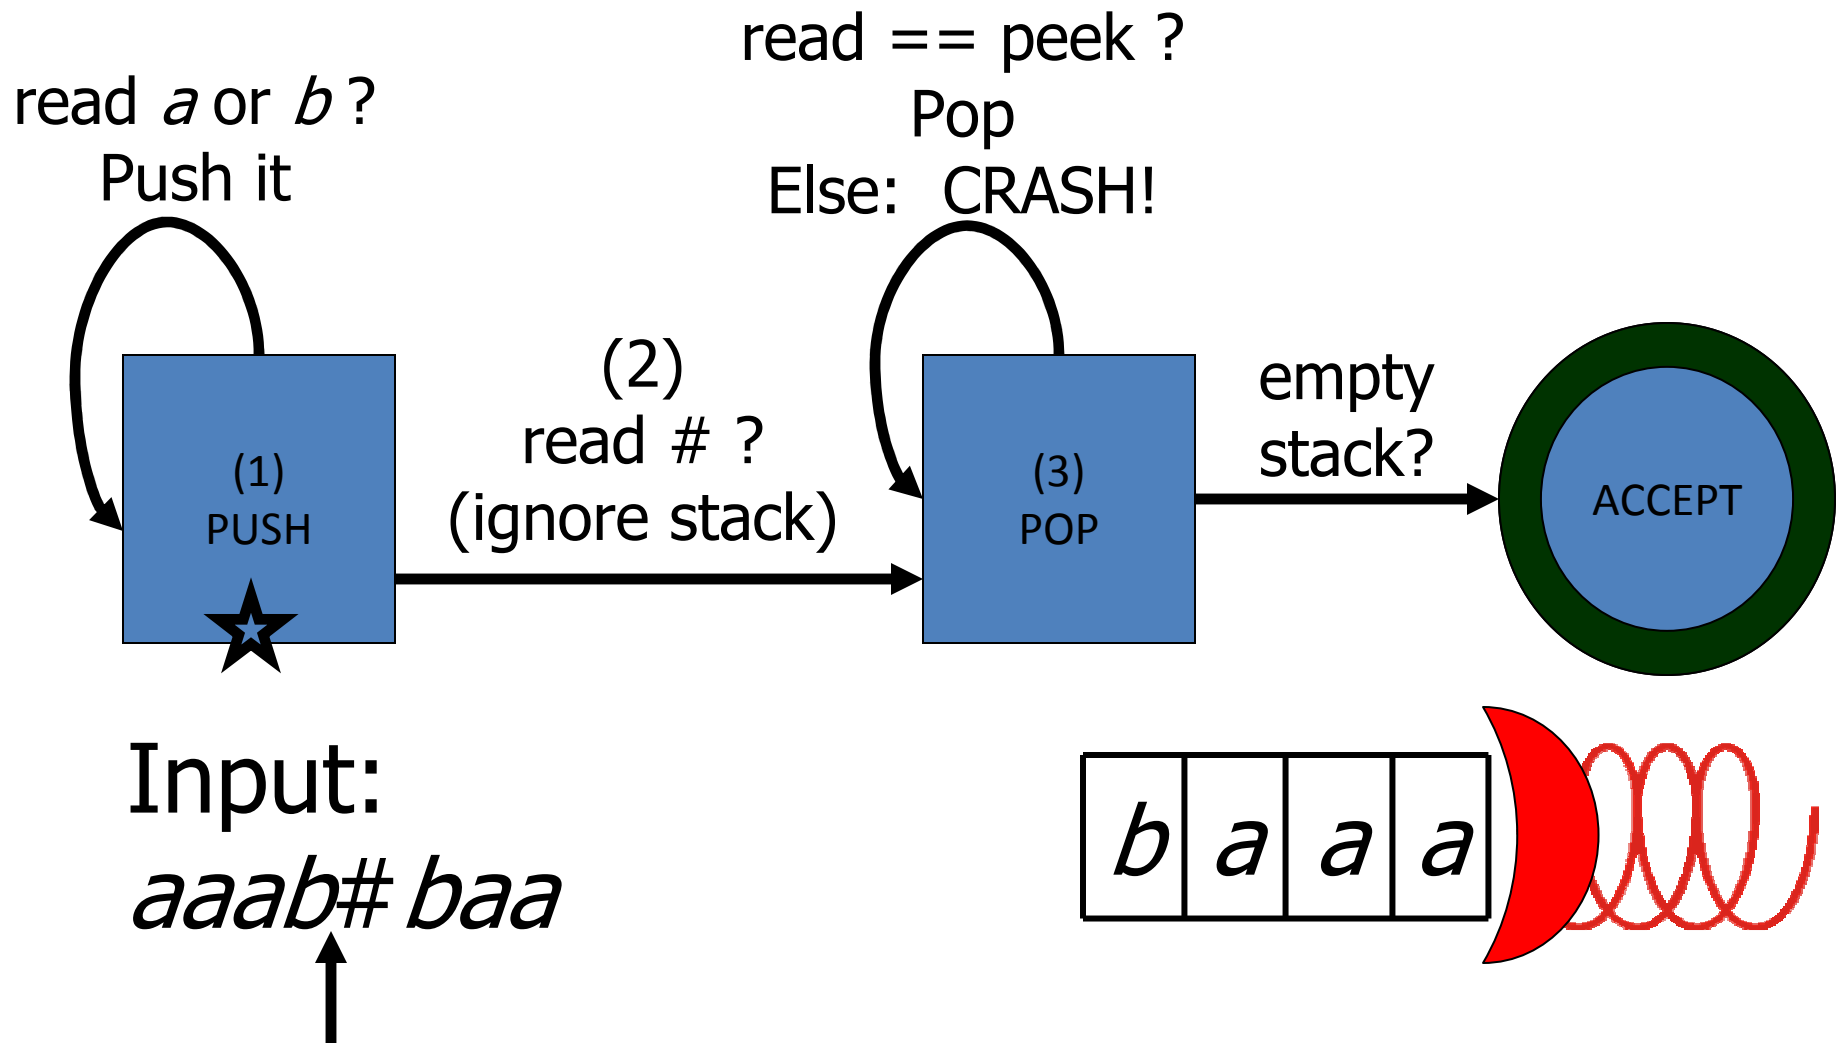 read a or b ?
Push it
read == peek ?
Pop
Else: CRASH!
(1)
PUSH
(2)
read # ?
(ignore stack)
(3)
POP
empty
stack?
ACCEPT
Input:
aaab#baa
b a a a